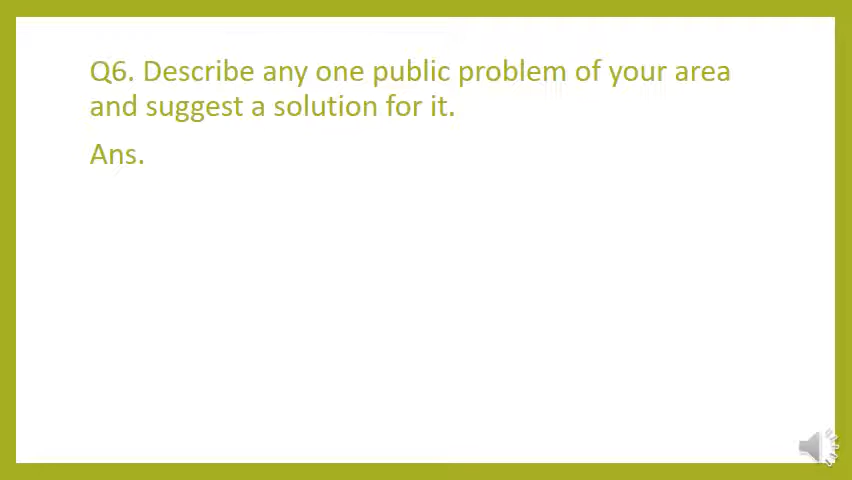 Q6. Describe any one public problem of your area
and suggest a solution for it.
Ans.